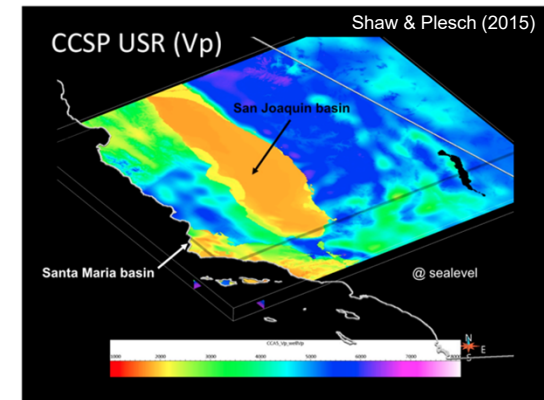 Shaw & Plesch (2015)
CCSP USR (Vp)
San Joaquin basin
Santa Maria basin
@ sealevel
N
E
S
1000 2000 3000 4000 5000 6000 7000